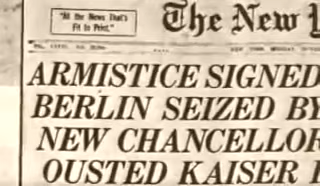 "All the News That's
Fit to Print."
The New
ARMISTICE SIGNED
BERLIN SEIZED BY
NEW CHANCELLOR
OUSTED KAISER